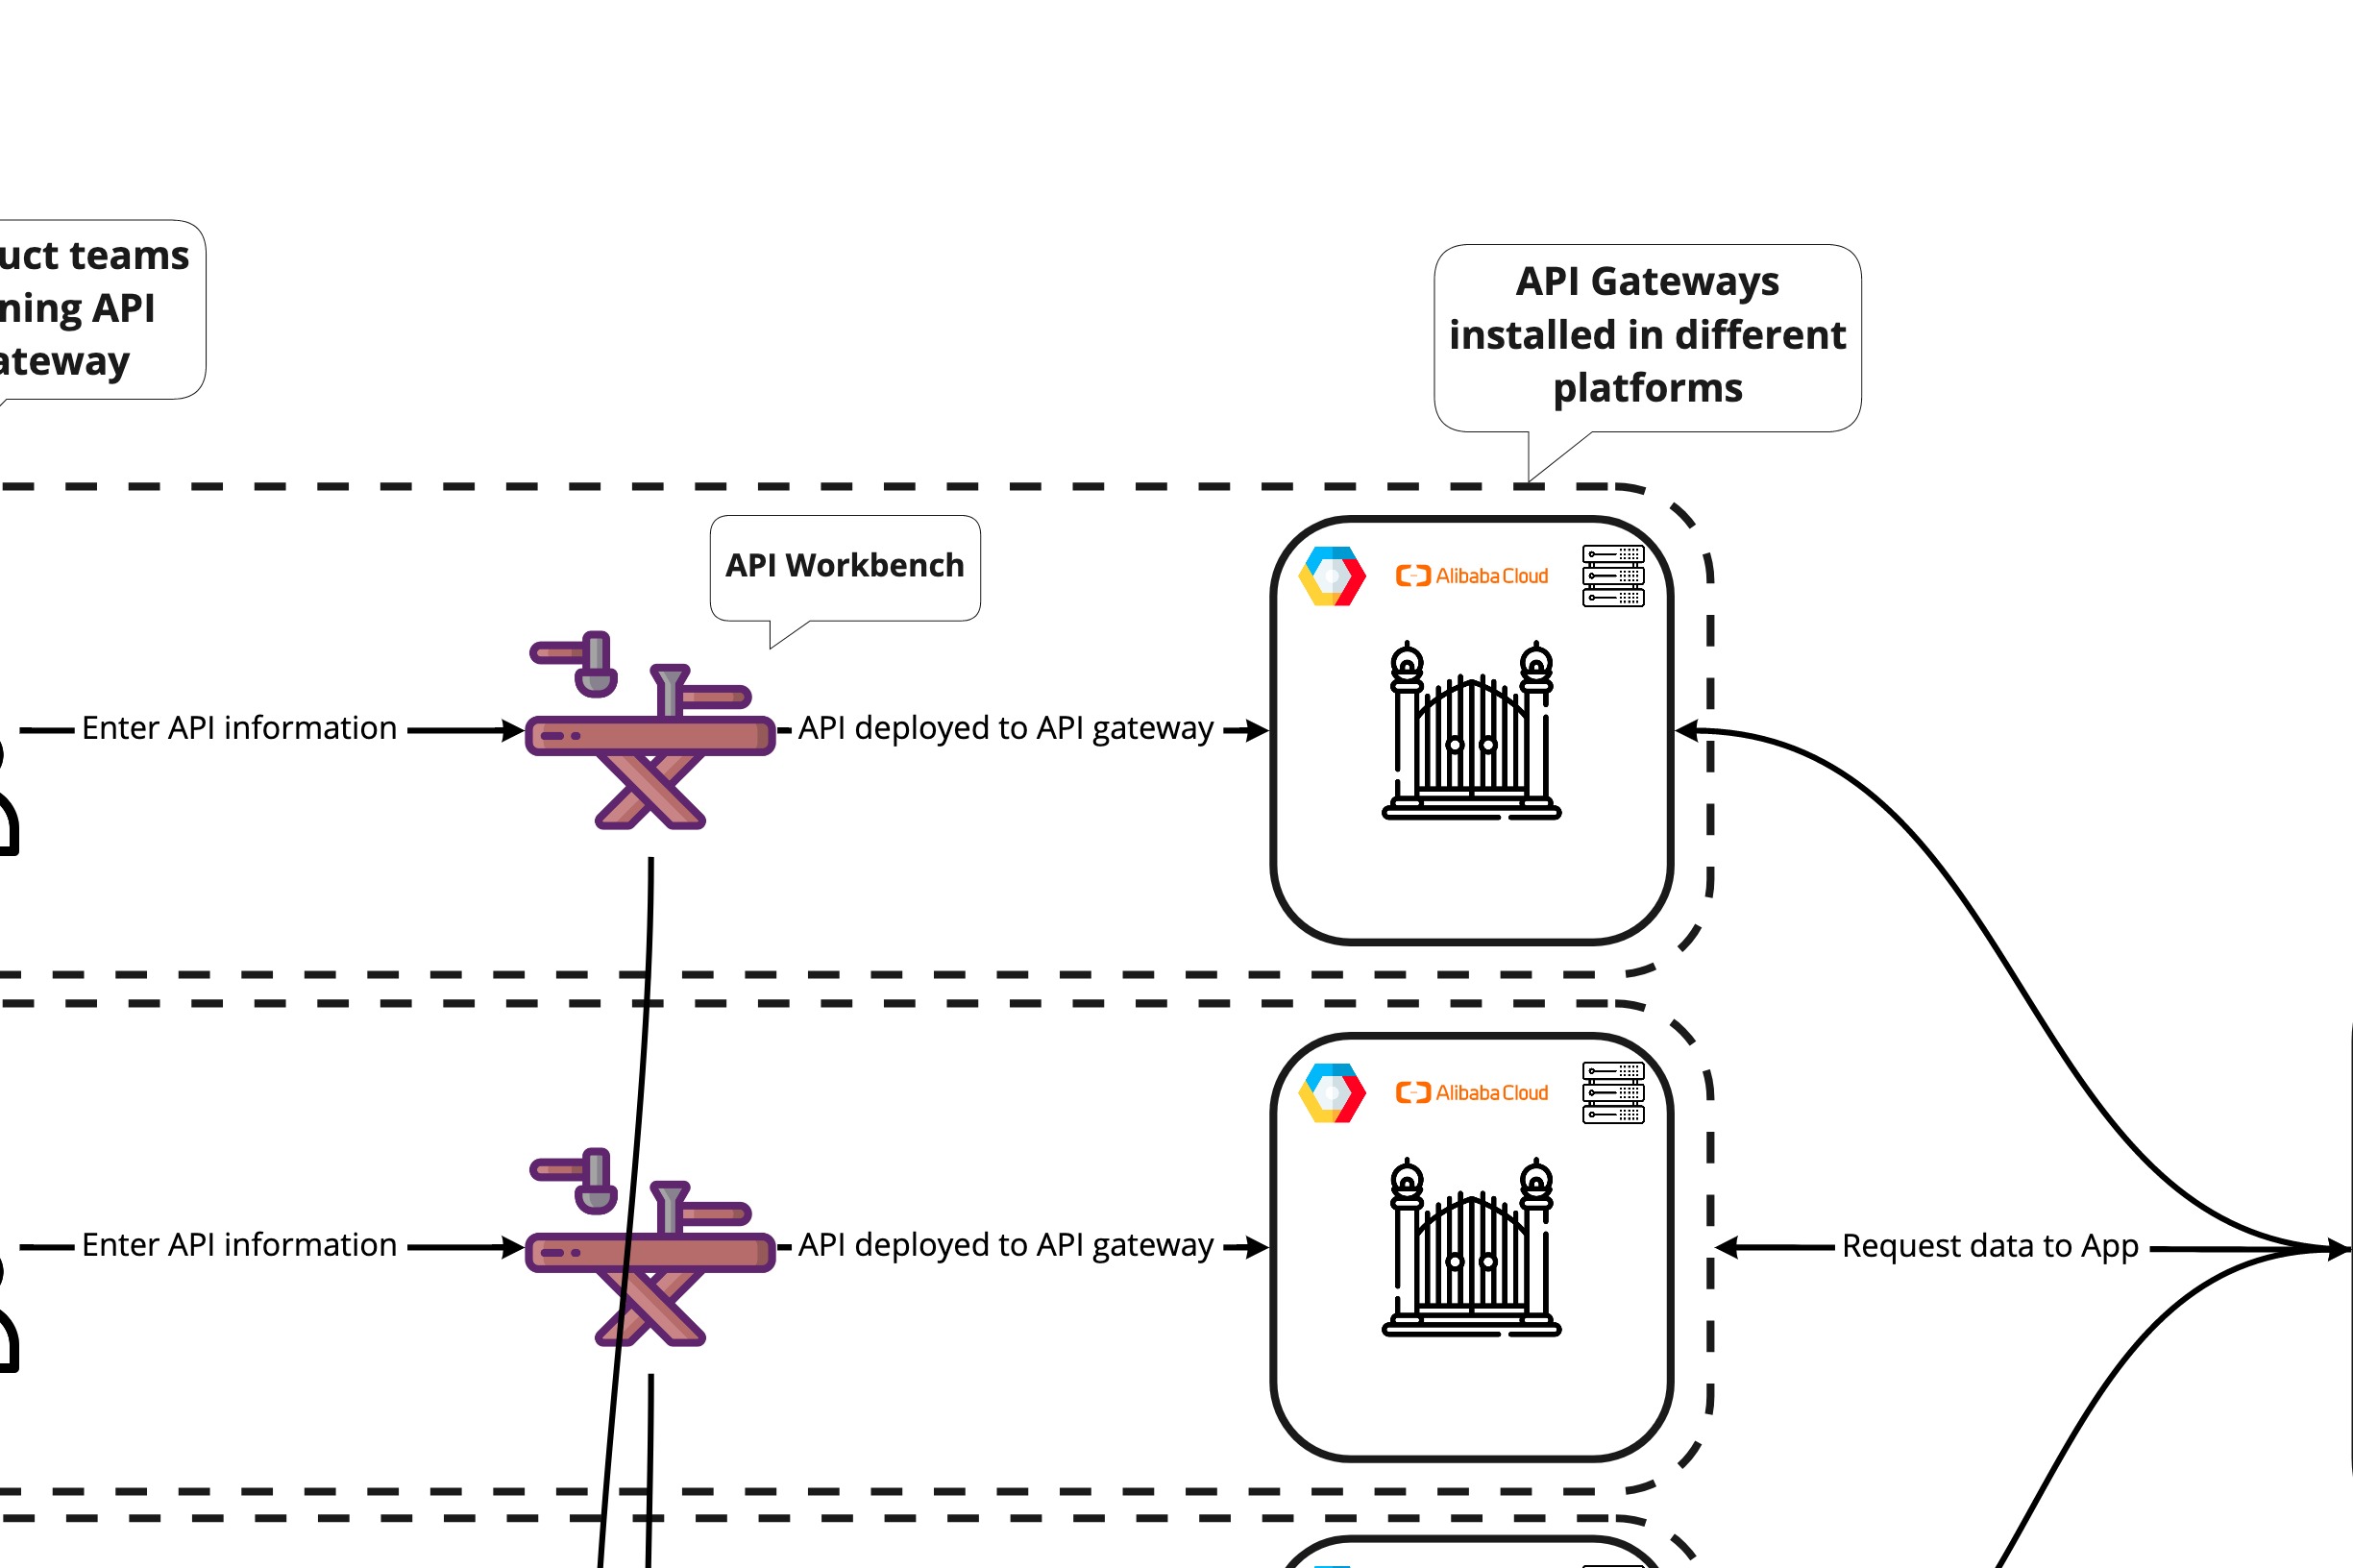 uct teams
ning API
ateway
API Gateways
installed in different
platforms
API Workbench
Alibaba Cloud
Enter API information
API deployed to API gateway
Alibaba Cloud
Enter API information
API deployed to API gateway
Request data to App